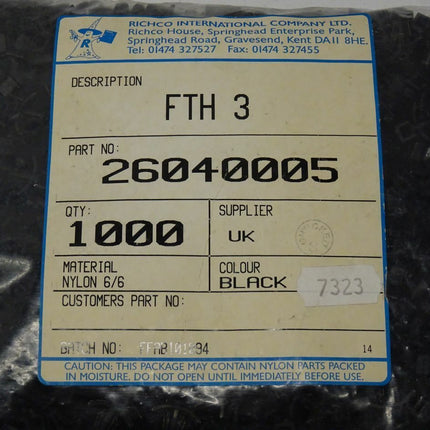 RICHCO INTERNATIONAL COMPANY LTD.
Richco House, Springhead Enterprise Park,
Springhead Road, Gravesend, Kent DA11 8HE.
Tel: 01474 327527 Fax: 01474 327455
R
DESCRIPTION
FTH 3
PART NO:
26040005
QTY:
1000
SUPPLIER
UK
MATERIAL
NYLON 6/6
COLOUR
BLACK
7323
CUSTOMERS PART NO:
BATCH NO:
14
CAUTION: THIS PACKAGE MAY CONTAIN NYLON PARTS PACKED
IN MOISTURE. DO NOT OPEN UNTIL IMMEDIATELY BEFORE USE.